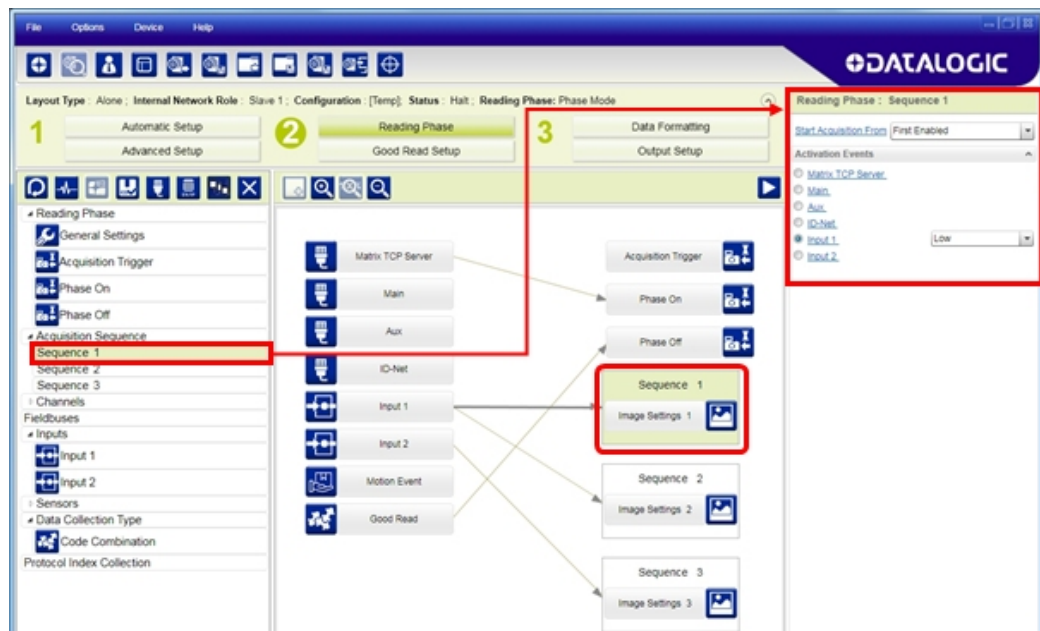 File Options Device Help
DATALOGIC
Layout Type : Alone ; Internal Network Role : Slave 1 ; Configuration : [Temp]; Status : Halt ; Reading Phase: Phase Mode
1
Automatic Setup
Advanced Setup
2
Reading Phase
Good Read Setup
3
Data Formatting
Output Setup
Reading Phase
General Settings
Acquisition Trigger
Phase On
Phase Off
Acquisition Sequence
Sequence 1
Sequence 2
Sequence 3
Channels
Fieldbuses
Inputs
Input 1
Input 2
Sensors
Data Collection Type
Code Combination
Protocol Index Collection
Matrix TCP Server
Main
Aux
ID-Net
Input 1
Input 2
Motion Event
Good Read
Acquisition Trigger
Phase On
Phase Off
Sequence 1
Image Settings 1
Sequence 2
Image Settings 2
Sequence 3
Image Settings 3
Reading Phase : Sequence 1
Start Acquisition From First Enabled
Activation Events
Matrix TCP Server
Main
Aux
ID-Net
Input 1 Low
Input 2